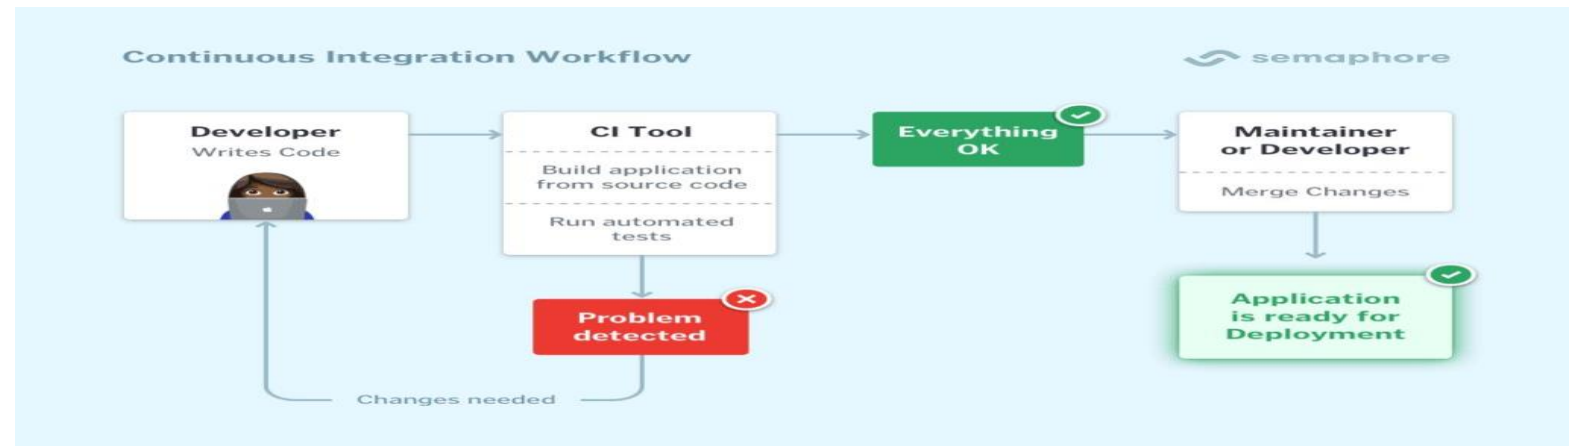 Continuous Integration Workflow
semaphore
Developer
Writes Code
CI Tool
Build application
from source code
Run automated
tests
Everything
OK
Maintainer
or Developer
Merge Changes
Problem
detected
Changes needed
Application
is ready for
Deployment